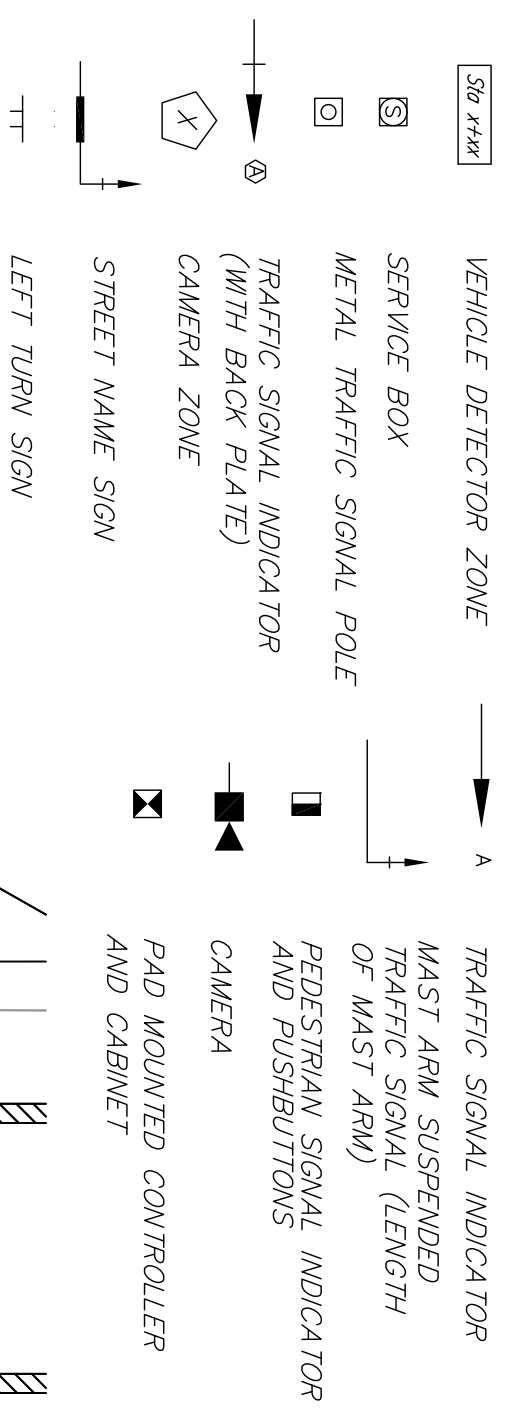 Sta x+xx
VEHICLE DETECTOR ZONE
S
SERVICE BOX
O
METAL TRAFFIC SIGNAL POLE
A
TRAFFIC SIGNAL INDICATOR
(WITH BACK PLATE)
X
CAMERA ZONE
STREET NAME SIGN
LEFT TURN SIGN
A
TRAFFIC SIGNAL INDICATOR
MAST ARM SUSPENDED
TRAFFIC SIGNAL (LENGTH
OF MAST ARM)
PEDESTRIAN SIGNAL INDICATOR
AND PUSHBUTTONS
CAMERA
PAD MOUNTED CONTROLLER
AND CABINET